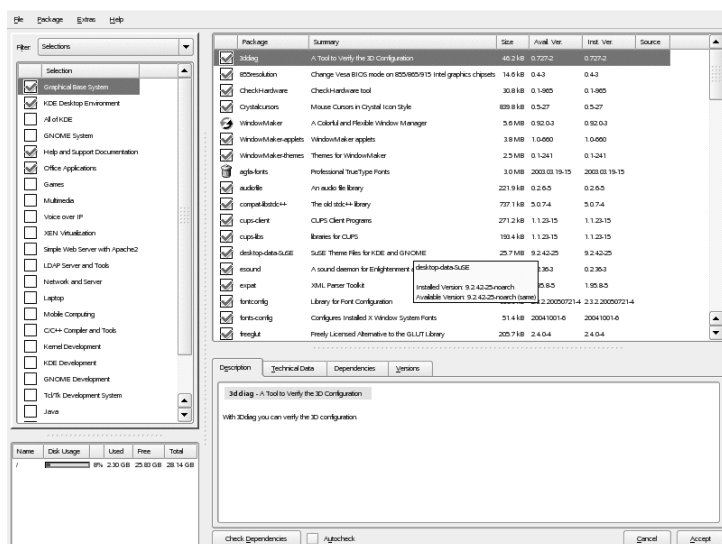 File Package Extras Help
Filter: Selections
Selection
Graphical Base System
KDE Desktop Environment
All of KDE
GNOME System
Help and Support Documentation
Office Applications
Games
Multimedia
Voice over IP
XEN Virtualization
Simple Web Server with Apache2
LDAP Server and Tools
Network and Server
Laptop
Mobile Computing
C/C++ Compiler and Tools
Kernel Development
KDE Development
GNOME Development
Tcl/Tk Development System
Java
Name Disk Usage Used Free Total
/ 8% 2.30 GB 25.83 GB 28.14 GB
Package Summary Size Avail. Ver. Inst. Ver. Source
3ddiag A Tool to Verify the 3D Configuration 46.2 kB 0.727-2 0.727-2
855resolution Change Vesa BIOS mode on 855/865/915 Intel graphics chipsets 14.6 kB 0.4-3 0.4-3
CheckHardware CheckHardware tool 30.8 kB 0.1-965 0.1-965
Crystalcursors Mouse Cursors in Crystal Icon Style 839.8 kB 0.5-27 0.5-27
WindowMaker A Colorful and Flexible Window Manager 5.6 MB 0.92.0-3 0.92.0-3
WindowMaker-applets WindowMaker applets 3.8 MB 1.0-660 1.0-660
WindowMaker-themes Themes for WindowMaker 2.5 MB 0.1-241 0.1-241
agfa-fonts Professional TrueType Fonts 3.0 MB 2003.03.19-15 2003.03.19-15
audiofile An audio file library 221.9 kB 0.2.6-5 0.2.6-5
compat-libstdc++ The old stdc++ library 737.1 kB 5.0.7-4 5.0.7-4
cups-client CUPS Client Programs 271.2 kB 1.1.23-15 1.1.23-15
cups-libs libraries for CUPS 193.4 kB 1.1.23-15 1.1.23-15
desktop-data-SuSE SuSE Theme Files for KDE and GNOME 25.7 MB 9.2.42-25 9.2.42-25
esound A sound daemon for Enlightenment 0.2.36-3
expat XML Parser Toolkit 1.95.8-5
fontconfig Library for Font Configuration 2.3.2.20050721-4 2.3.2.20050721-4
fonts-config Configures Installed X Window System Fonts 51.4 kB 20041001-6 20041001-6
freeglut Freely Licensed Alternative to the GLUT Library 205.7 kB 2.4.0-4 2.4.0-4
desktop-data-SuSE
Installed Version: 9.2.42-25-noarch
Available Version: 9.2.42-25-noarch (same)
Description Technical Data Dependencies Versions
3ddiag - A Tool to Verify the 3D Configuration
With 3Ddiag you can verify the 3D configuration.
Check Dependencies Autocheck Cancel Accept